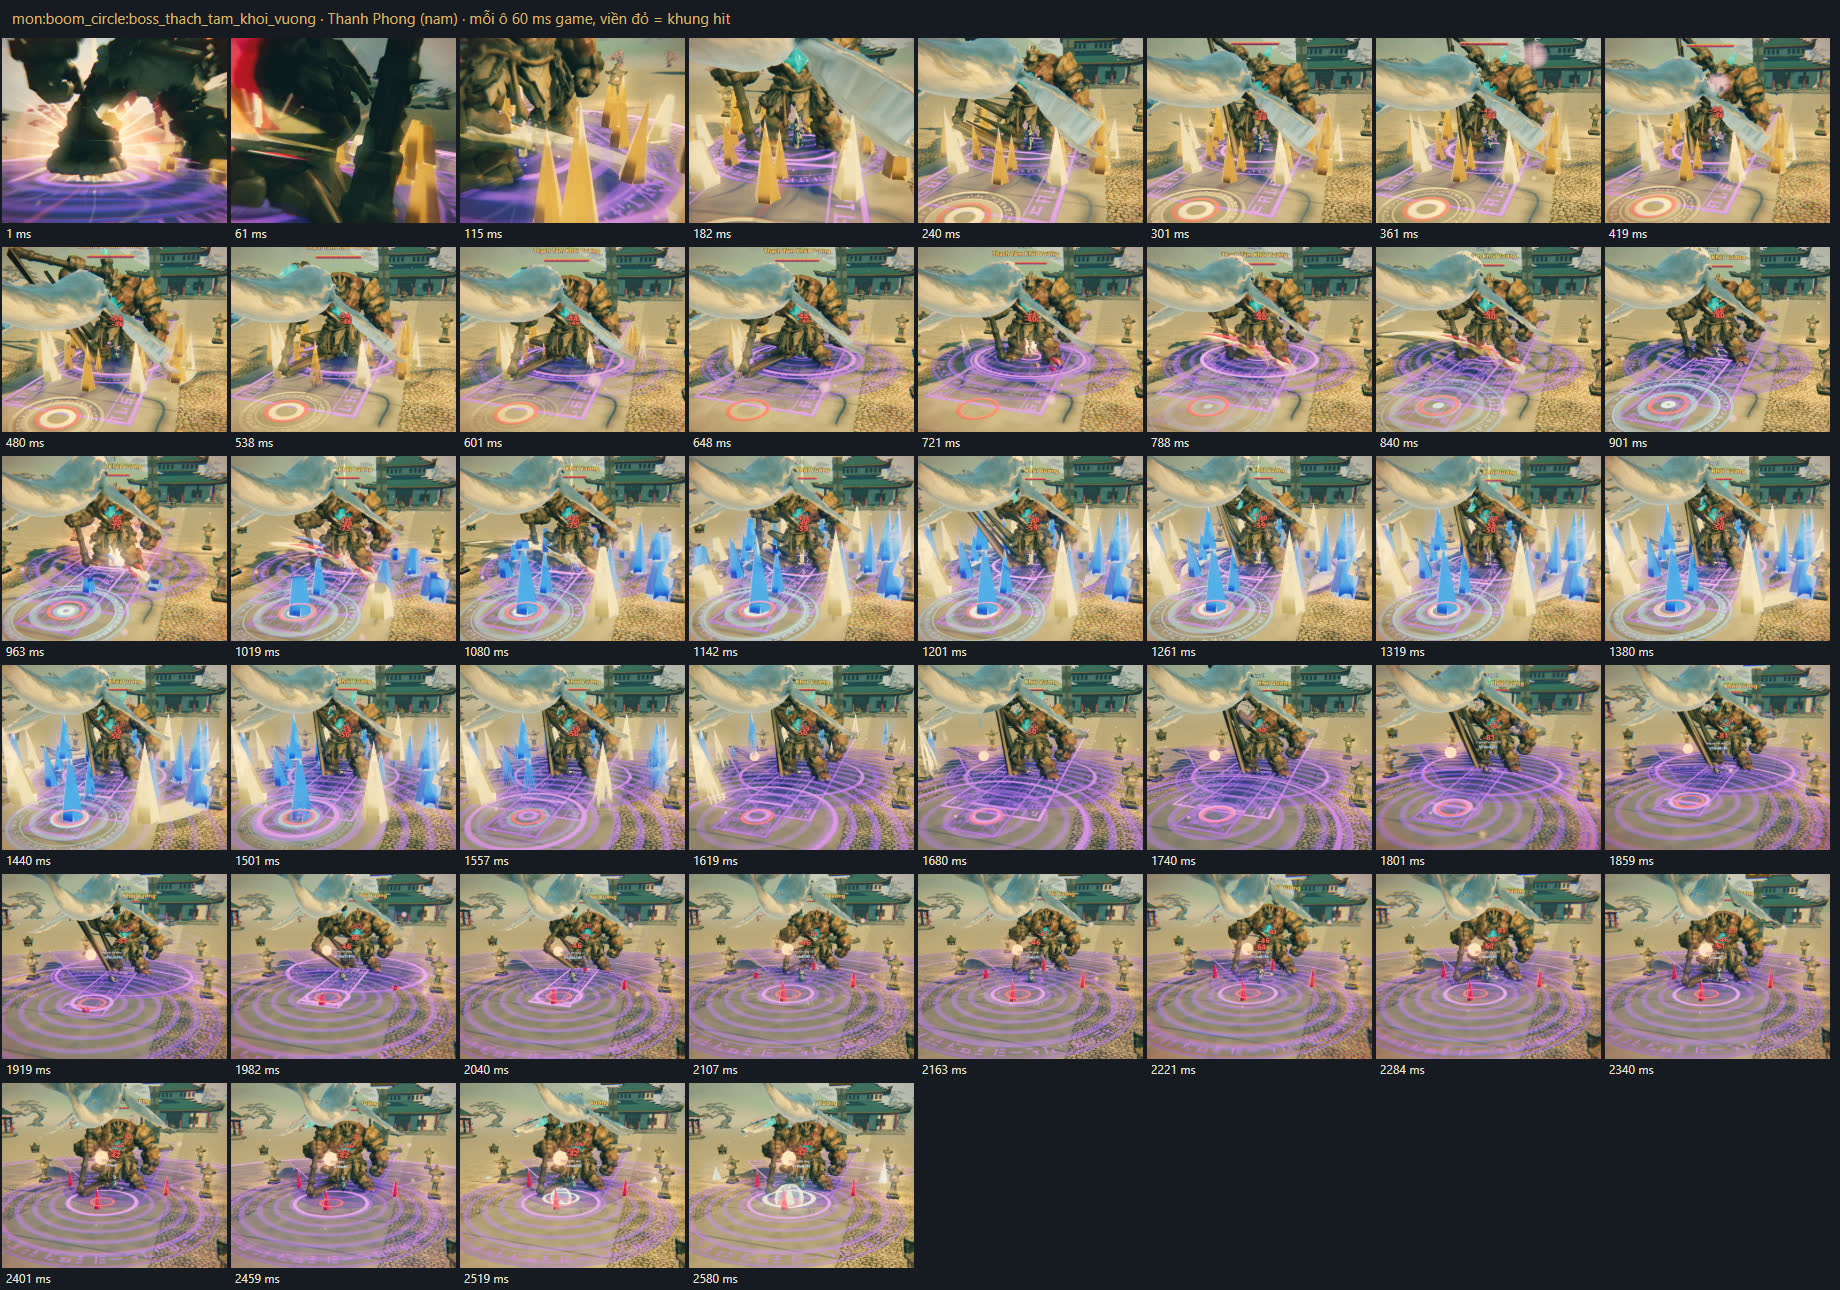 mon:boom_circle:boss_thach_tam_khoi_vuong · Thanh Phong (nam) · mỗi ô 60 ms game, viền đỏ = khung hit
1 ms
61 ms
115 ms
182 ms
240 ms
301 ms
361 ms
419 ms
480 ms
538 ms
601 ms
648 ms
721 ms
788 ms
840 ms
901 ms
963 ms
1019 ms
1080 ms
1142 ms
1201 ms
1261 ms
1319 ms
1380 ms
1440 ms
1501 ms
1557 ms
1619 ms
1680 ms
1740 ms
1801 ms
1859 ms
1919 ms
1982 ms
2040 ms
2107 ms
2163 ms
2221 ms
2284 ms
2340 ms
2401 ms
2459 ms
2519 ms
2580 ms